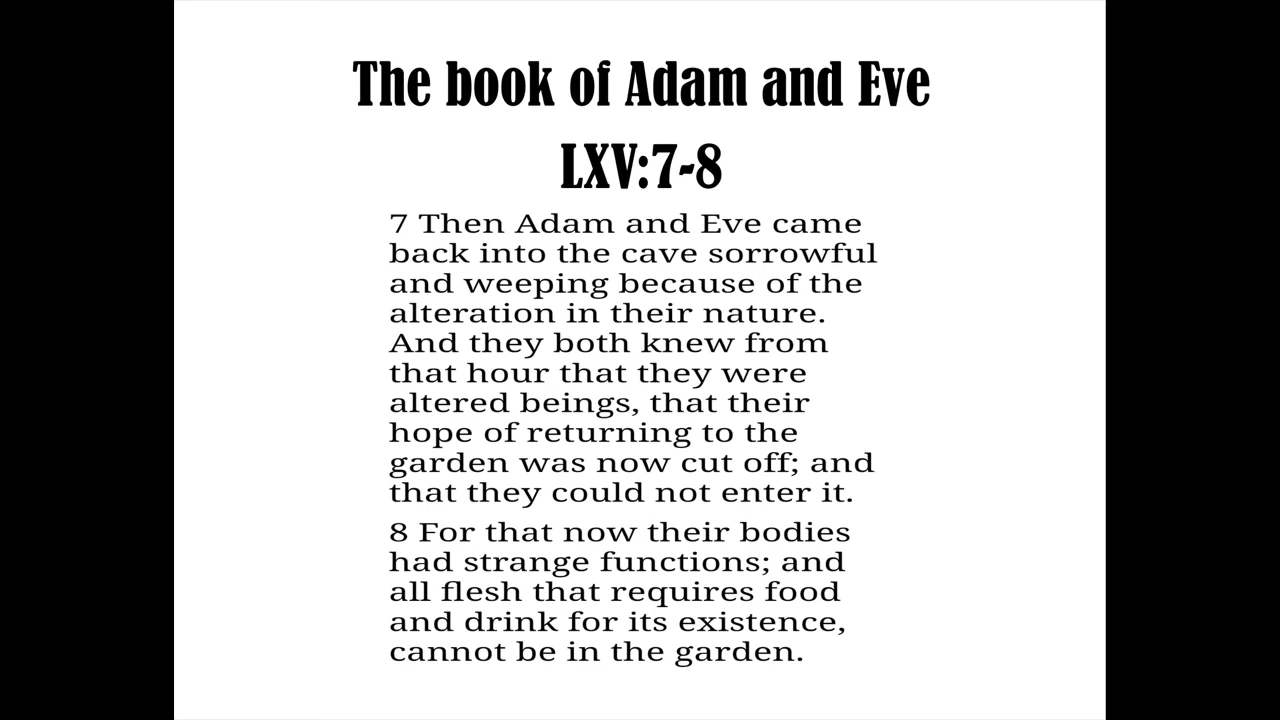 The book of Adam and Eve
LXV:7-8
7 Then Adam and Eve came
back into the cave sorrowful
and weeping because of the
alteration in their nature.
And they both knew from
that hour that they were
altered beings, that their
hope of returning to the
garden was now cut off; and
that they could not enter it.
8 For that now their bodies
had strange functions; and
all flesh that requires food
and drink for its existence,
cannot be in the garden.